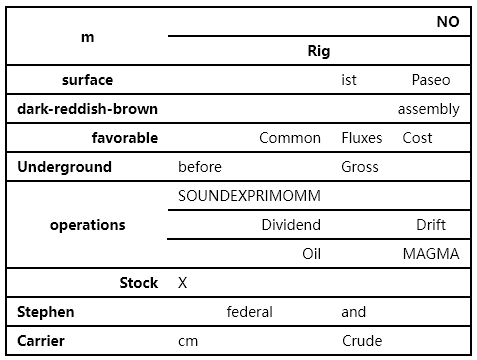 NO
m
Rig
surface ist Paseo
dark-reddish-brown assembly
favorable Common Fluxes Cost
Underground before Gross
SOUNDEXPRIMOMM
operations Dividend Drift
Oil MAGMA
Stock X
Stephen federal and
Carrier cm Crude